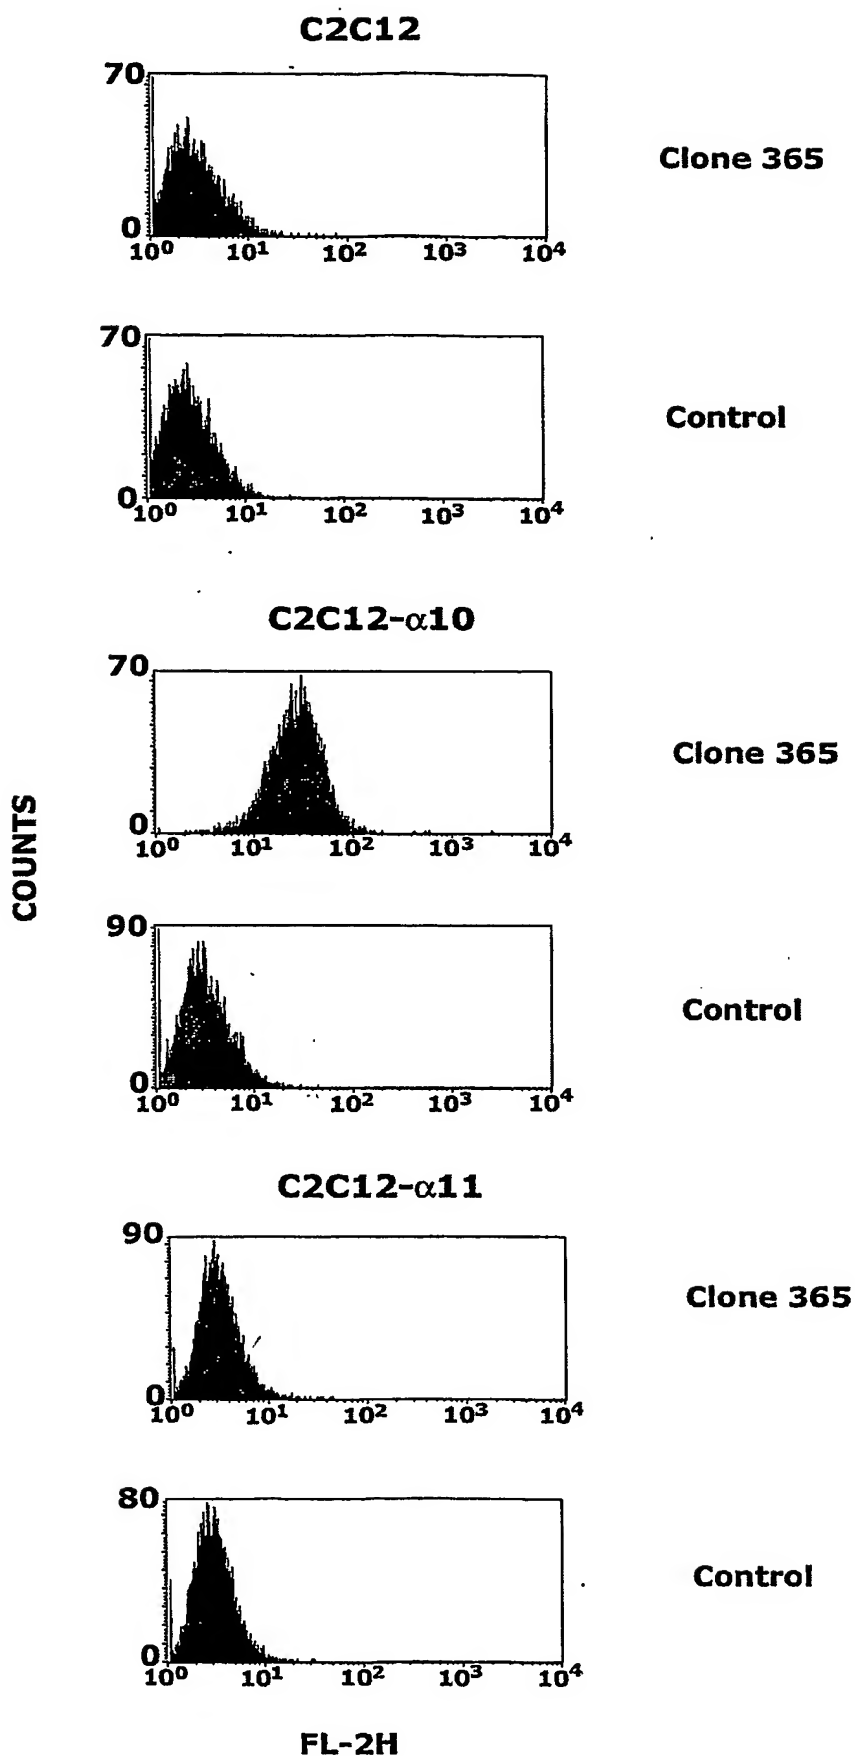 C2C12
70
Clone 365
0
10⁰ 10¹ 10² 10³ 10⁴
70
Control
0
10⁰ 10¹ 10² 10³ 10⁴
C2C12-α10
70
Clone 365
0
10⁰ 10¹ 10² 10³ 10⁴
COUNTS
90
Control
0
10⁰ 10¹ 10² 10³ 10⁴
C2C12-α11
90
Clone 365
0
10⁰ 10¹ 10² 10³ 10⁴
80
Control
0
10⁰ 10¹ 10² 10³ 10⁴
FL-2H